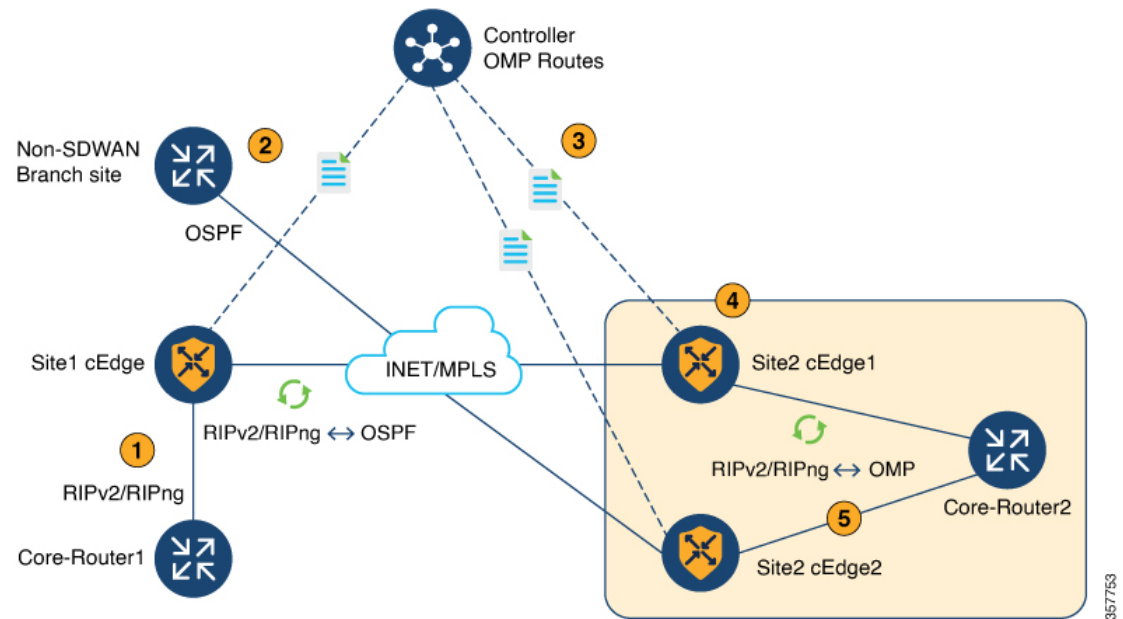 Controller
OMP Routes
2
3
Non-SDWAN
Branch site
OSPF
4
Site1 cEdge
INET/MPLS
Site2 cEdge1
RIPv2/RIPng ↔ OSPF
1
RIPv2/RIPng
RIPv2/RIPng ↔ OMP
Core-Router2
5
Core-Router1
Site2 cEdge2
357753